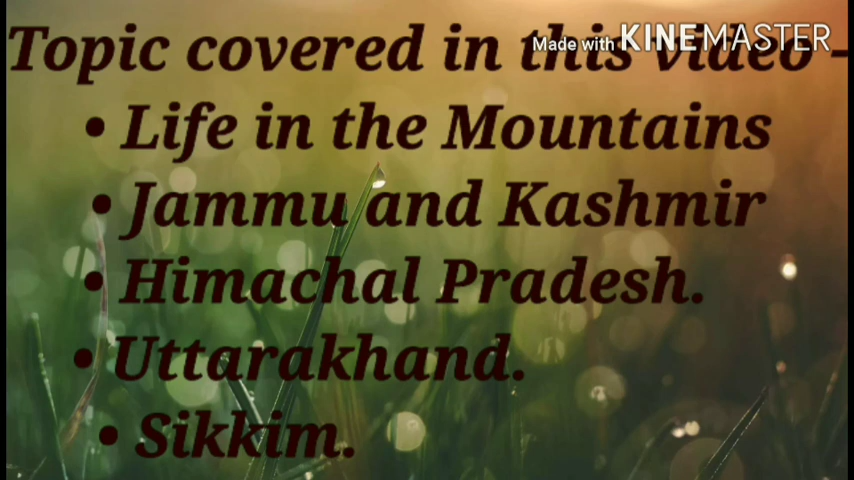 Topic covered in this video -
Made with KINEMASTER
• Life in the Mountains
• Jammu and Kashmir
• Himachal Pradesh.
• Uttarakhand.
• Sikkim.